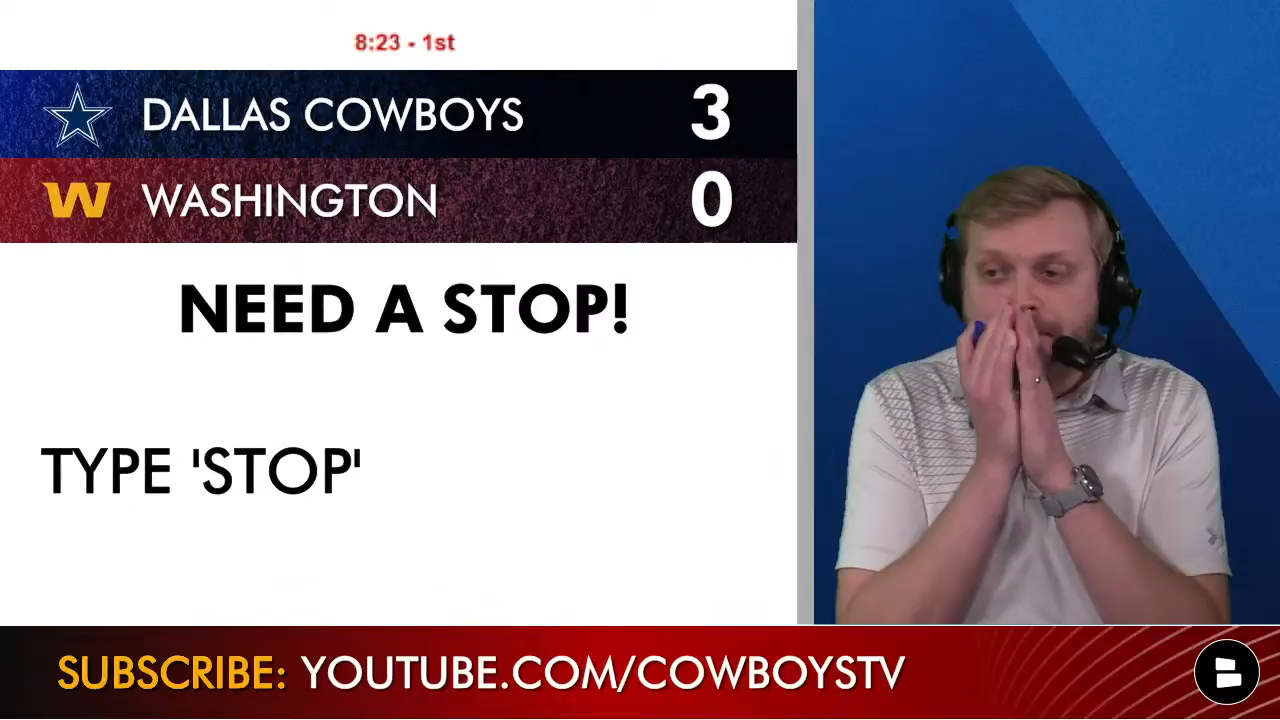 8:23 - 1st
DALLAS COWBOYS 3
W WASHINGTON 0
NEED A STOP!
TYPE 'STOP'
SUBSCRIBE: YOUTUBE.COM/COWBOYSTV